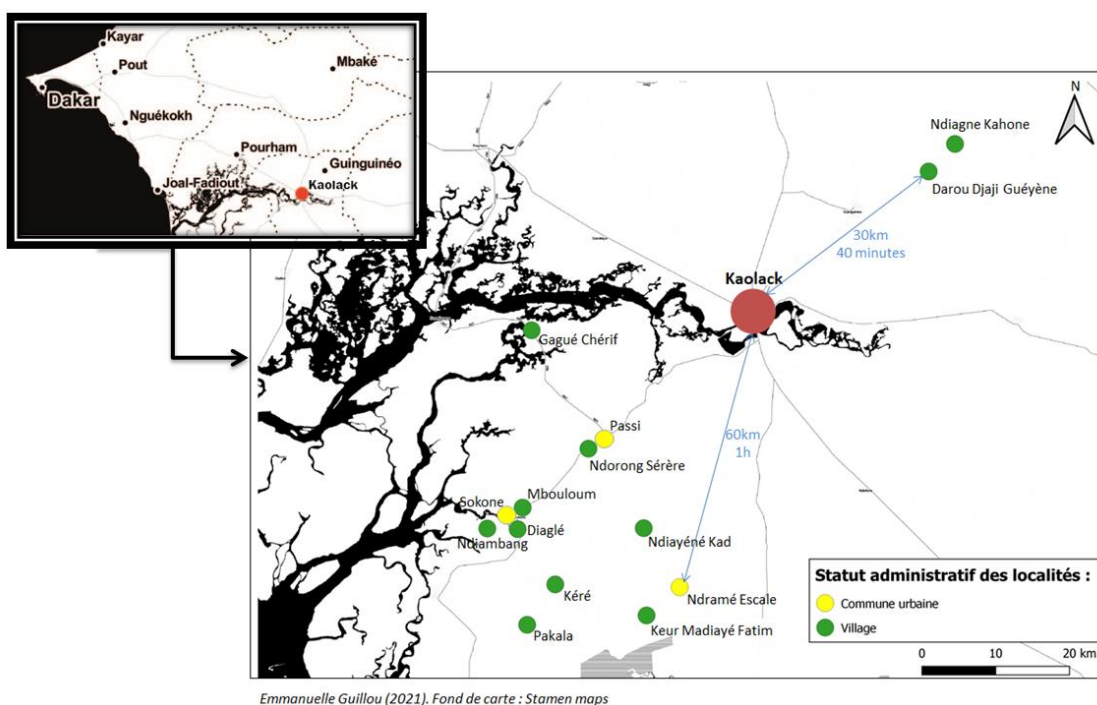 Kayar
Pout
Mbaké
Dakar
Nguékokh
Pourham
Guinguinéo
Joal-Fadiout
Kaolack
N
Ndiagne Kahone
Darou Djaji Guéyène
30km
40 minutes
Kaolack
Gagué Chérif
Passi
60km
1h
Ndorong Sérère
Mbouloum
Sokone
Diaglé
Ndiambang
Ndiayéné Kad
Kéré
Ndramé Escale
Pakala
Keur Madiayé Fatim
Statut administratif des localités :
Commune urbaine
Village
0 10 20 km
Emmanuelle Guillou (2021). Fond de carte : Stamen maps